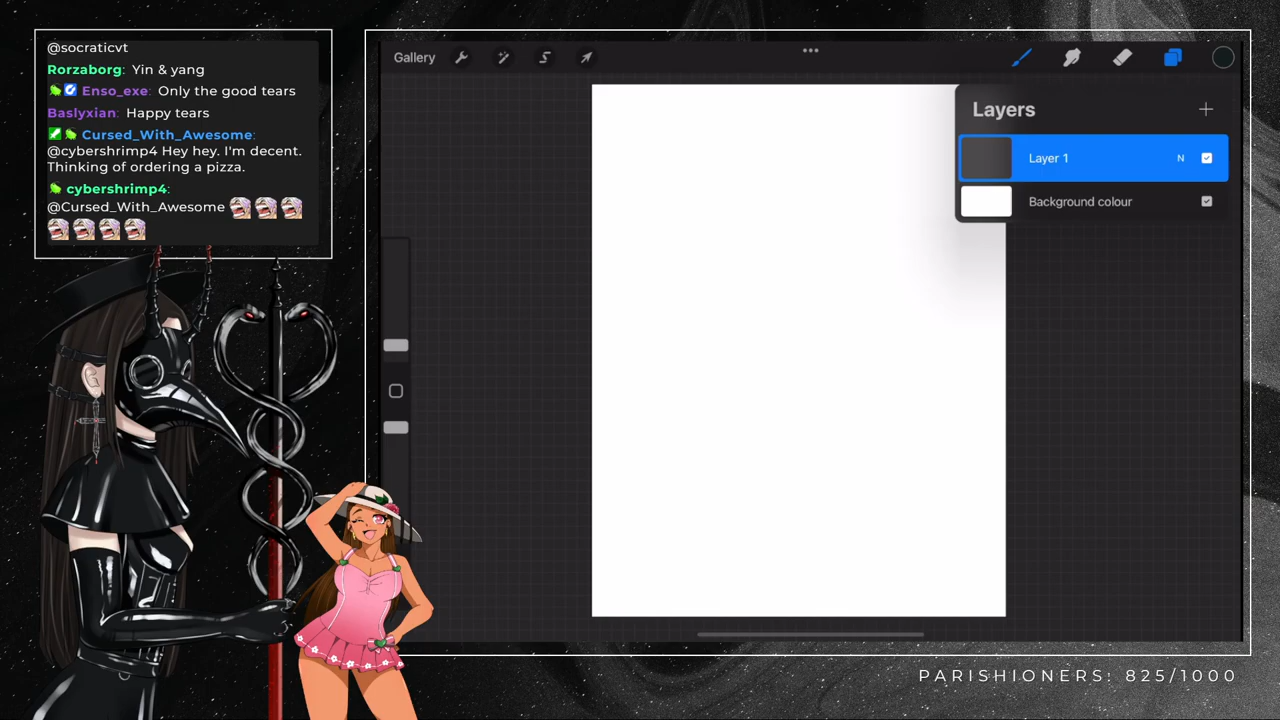 @socraticvt
Rorzaborg: Yin & yang
Enso_exe: Only the good tears
Baslyxian: Happy tears
Cursed_With_Awesome:
@cybershrimp4 Hey hey. I'm decent.
Thinking of ordering a pizza.
cybershrimp4:
@Cursed_With_Awesome
Gallery
Layers
Layer 1 N
Background colour
PARISHIONERS: 825/1000